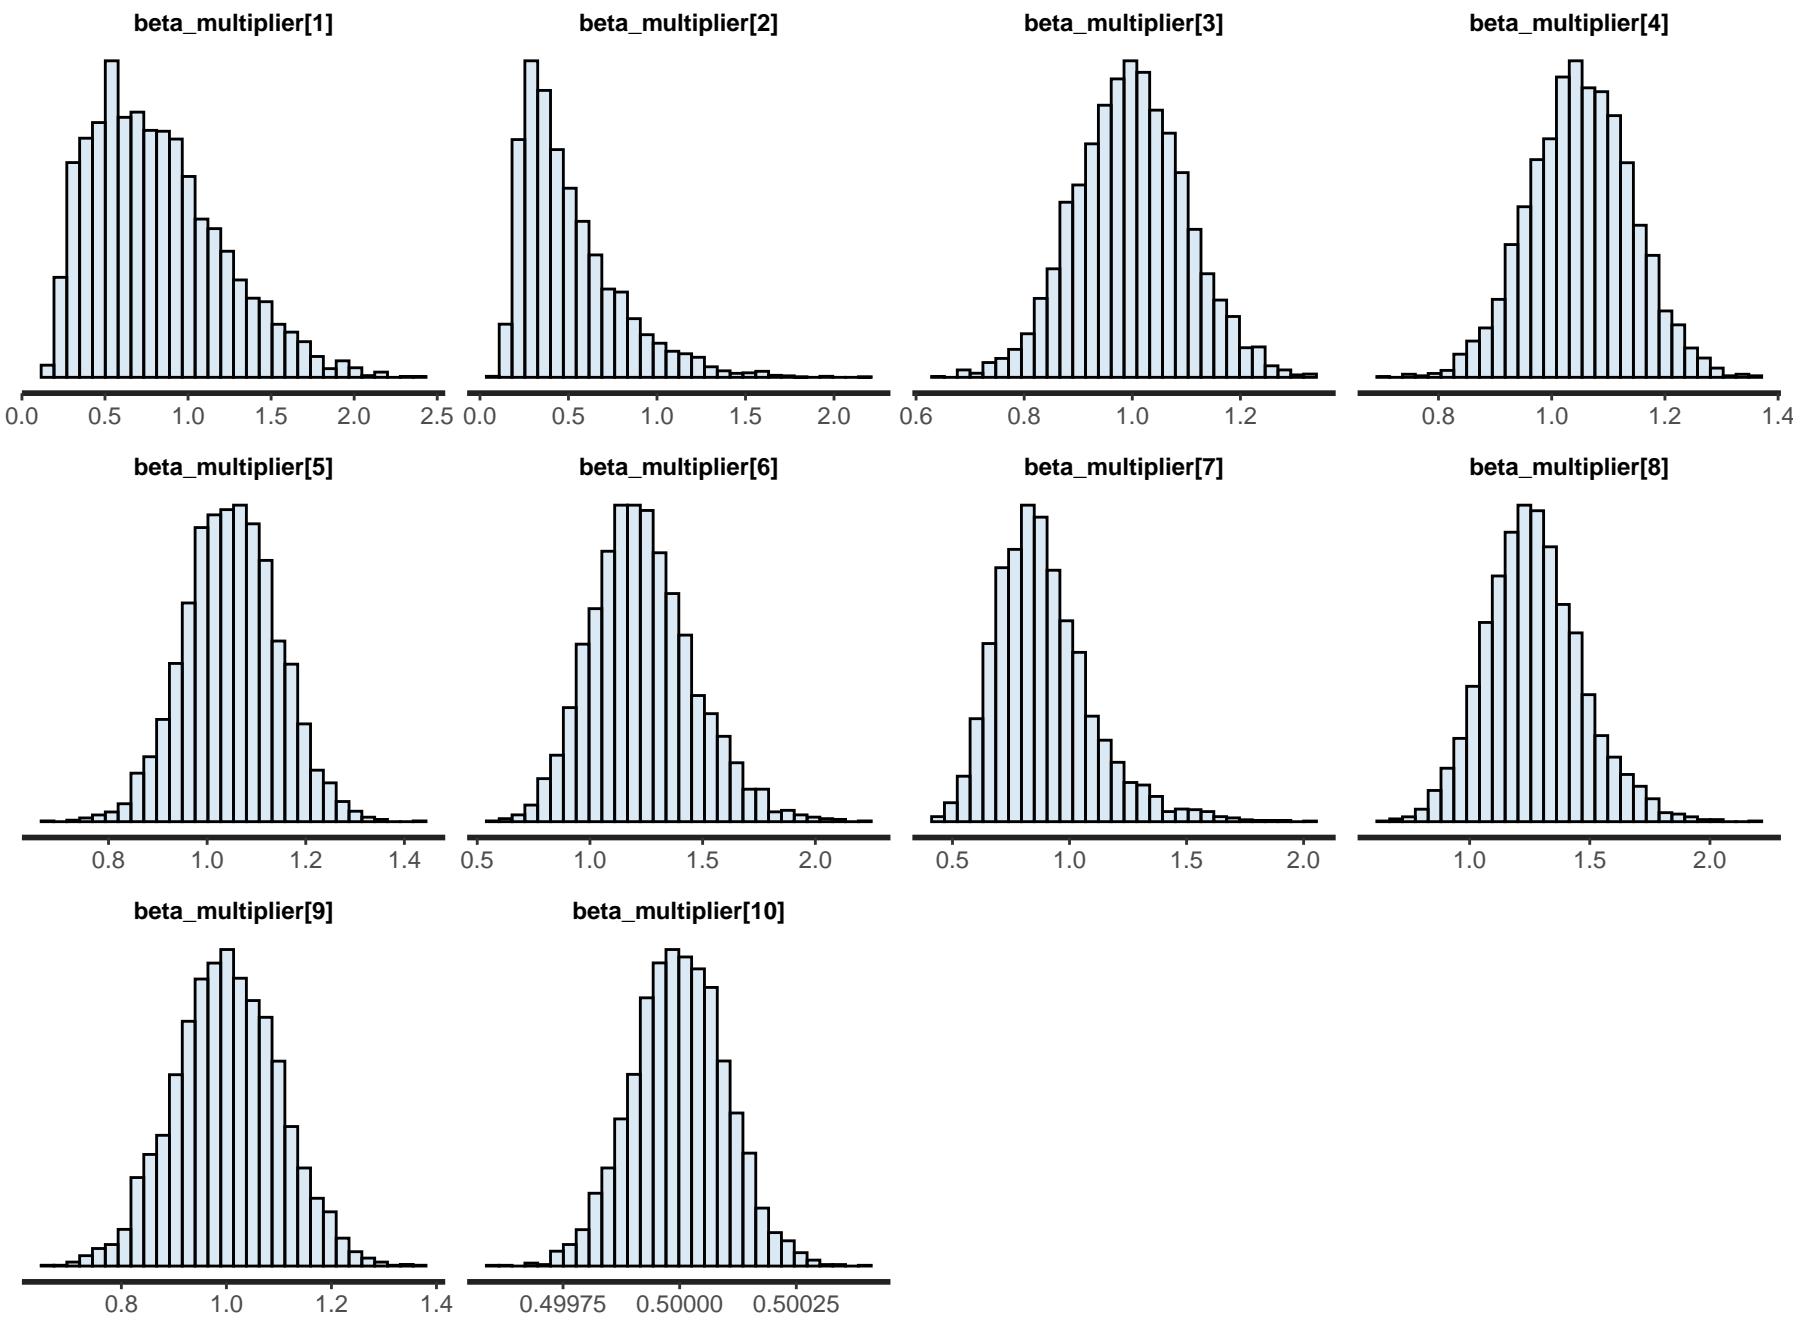 beta_multiplier[1] beta_multiplier[2] beta_multiplier[3] beta_multiplier[4]
0.0 0.5 1.0 1.5 2.0 2.5 0.0 0.5 1.0 1.5 2.0 0.6 0.8 1.0 1.2 0.8 1.0 1.2 1.4
beta_multiplier[5] beta_multiplier[6] beta_multiplier[7] beta_multiplier[8]
0.8 1.0 1.2 1.4 0.5 1.0 1.5 2.0 0.5 1.0 1.5 2.0 1.0 1.5 2.0
beta_multiplier[9] beta_multiplier[10]
0.8 1.0 1.2 1.4 0.49975 0.50000 0.50025